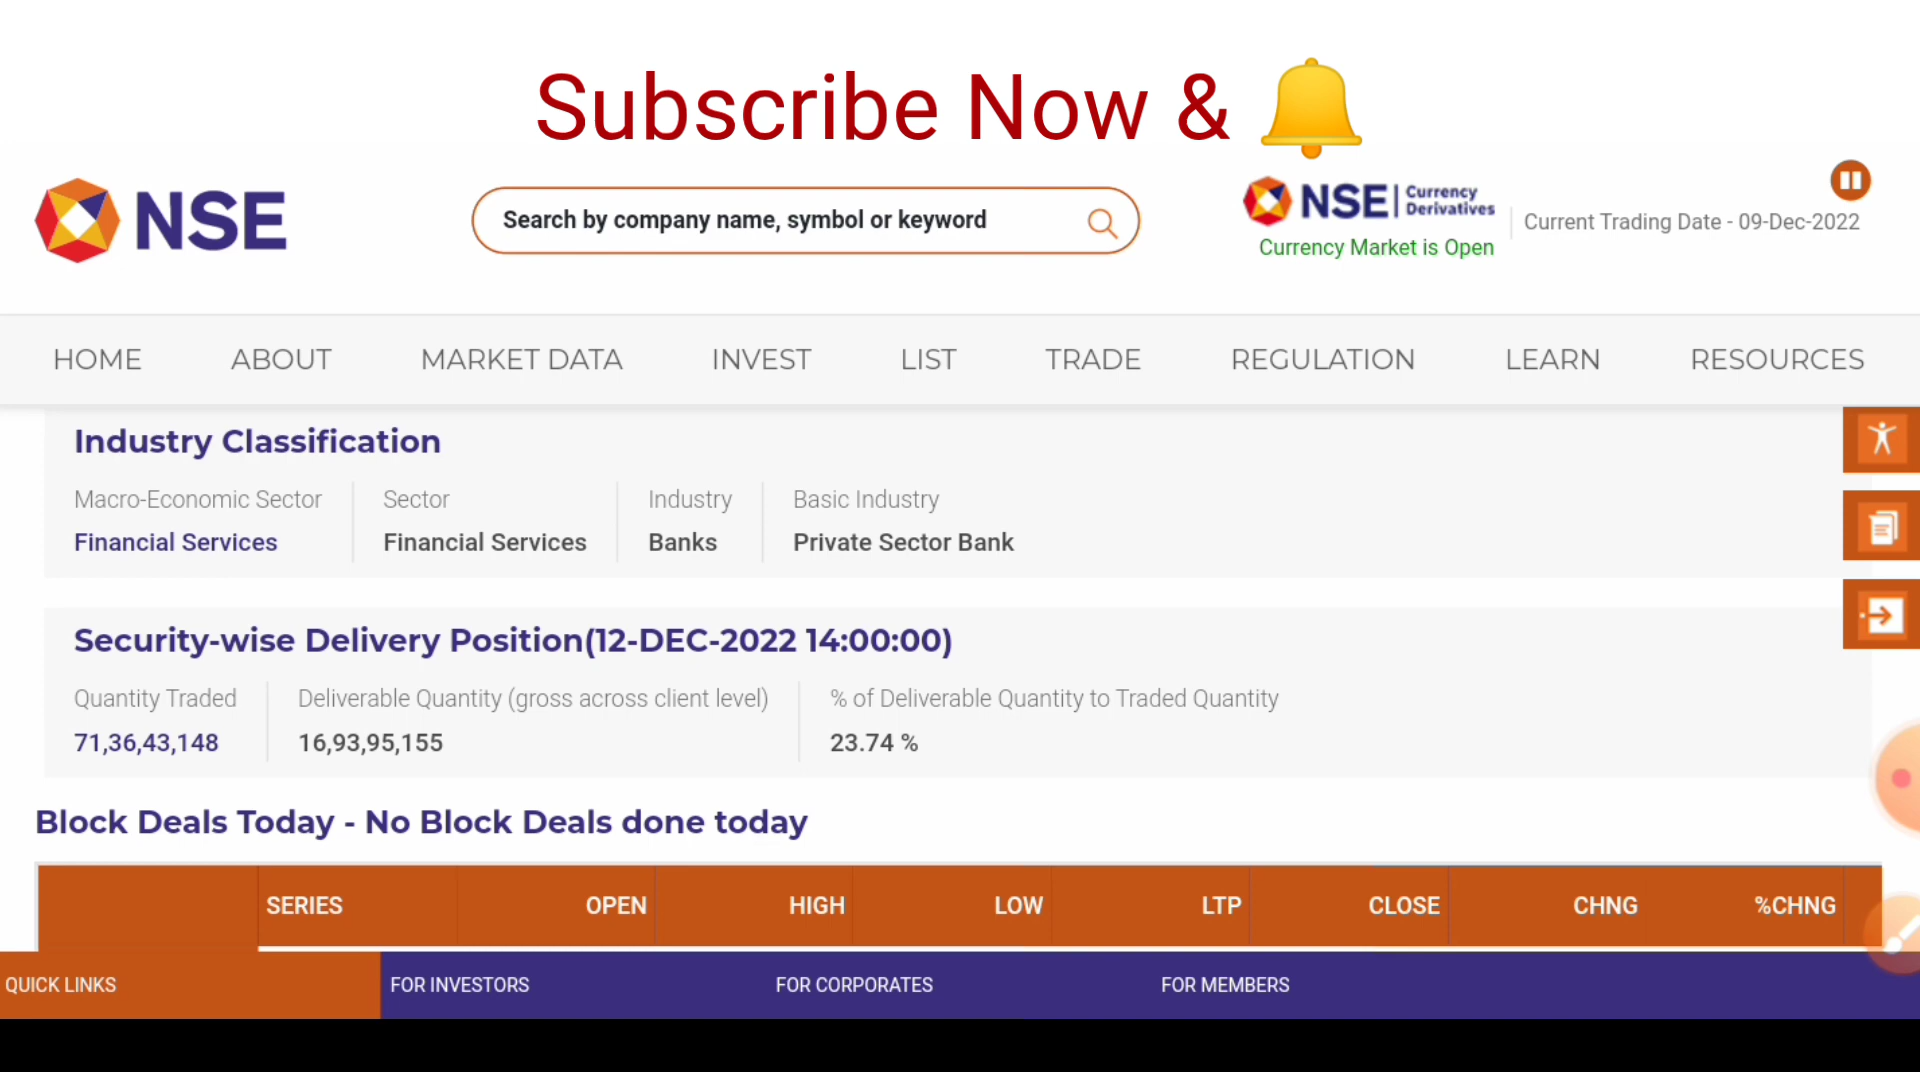 Subscribe Now & 🔔
NSE
Search by company name, symbol or keyword
NSE | Currency Derivatives
Currency Market is Open
Current Trading Date - 09-Dec-2022
HOME ABOUT MARKET DATA INVEST LIST TRADE REGULATION LEARN RESOURCES
Industry Classification
Macro-Economic Sector Sector Industry Basic Industry
Financial Services Financial Services Banks Private Sector Bank
Security-wise Delivery Position(12-DEC-2022 14:00:00)
Quantity Traded Deliverable Quantity (gross across client level) % of Deliverable Quantity to Traded Quantity
71,36,43,148 16,93,95,155 23.74 %
Block Deals Today - No Block Deals done today
SERIES OPEN HIGH LOW LTP CLOSE CHNG %CHNG
QUICK LINKS FOR INVESTORS FOR CORPORATES FOR MEMBERS